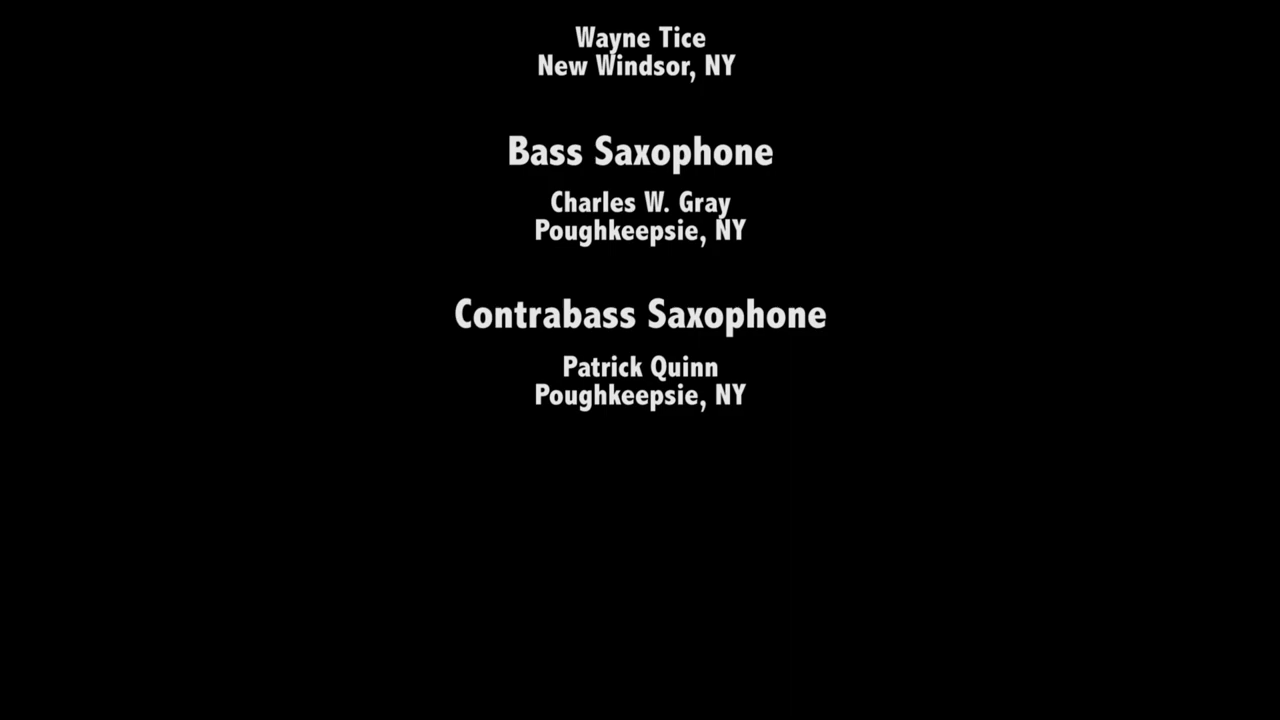 Wayne Tice
New Windsor, NY
Bass Saxophone
Charles W. Gray
Poughkeepsie, NY
Contrabass Saxophone
Patrick Quinn
Poughkeepsie, NY